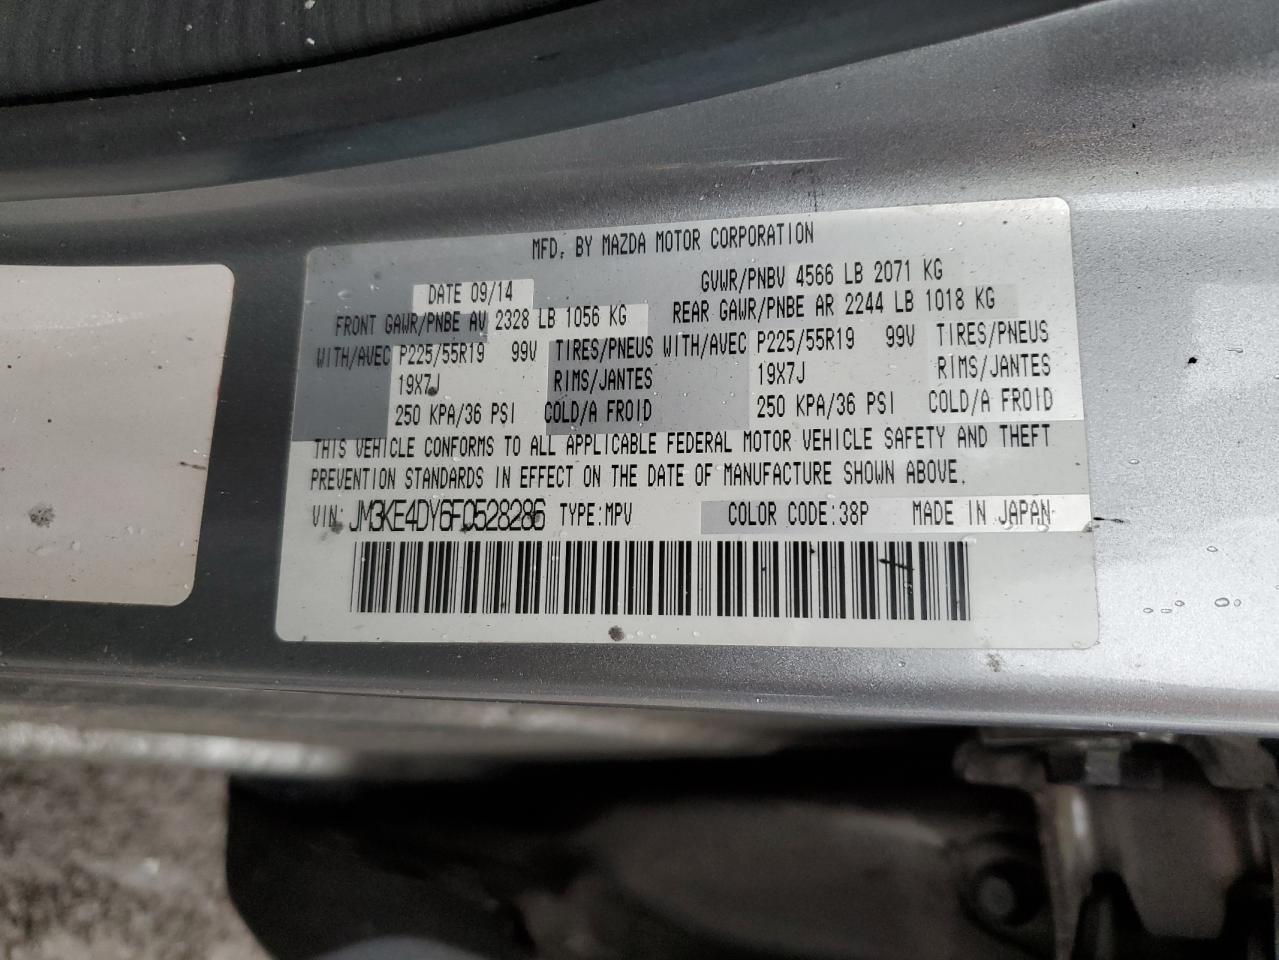 MFD. BY MAZDA MOTOR CORPORATION
DATE 09/14 GVWR/PNBV 4566 LB 2071 KG
FRONT GAWR/PNBE AV 2328 LB 1056 KG REAR GAWR/PNBE AR 2244 LB 1018 KG
WITH/AVEC P225/55R19 99V TIRES/PNEUS WITH/AVEC P225/55R19 99V TIRES/PNEUS
19X7J RIMS/JANTES 19X7J RIMS/JANTES
250 KPA/36 PSI COLD/A FROID 250 KPA/36 PSI COLD/A FROID
THIS VEHICLE CONFORMS TO ALL APPLICABLE FEDERAL MOTOR VEHICLE SAFETY AND THEFT
PREVENTION STANDARDS IN EFFECT ON THE DATE OF MANUFACTURE SHOWN ABOVE.
VIN: JM3KE4DY6F0528286 TYPE:MPV COLOR CODE:38P MADE IN JAPAN